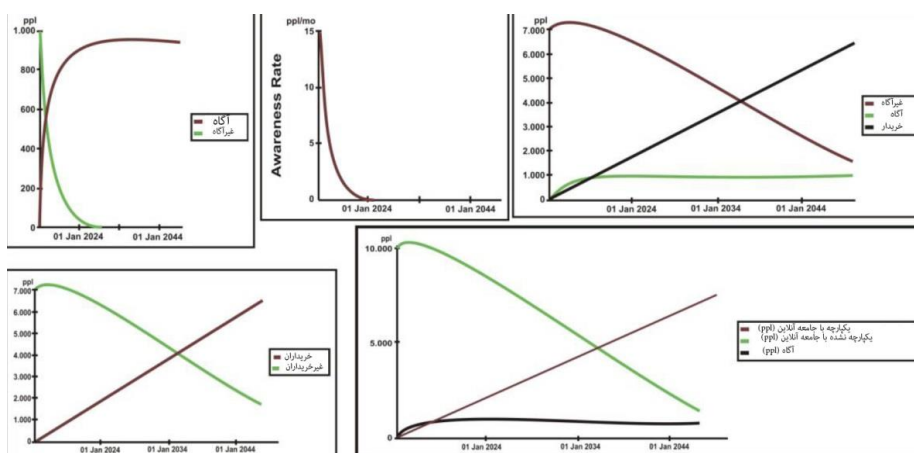 ppl
1.000
800
600
400
200
0
01 Jan 2024
01 Jan 2044
آگاه
غیرآگاه
ppl/mo
15
10
5
0
Awareness Rate
01 Jan 2024
01 Jan 2044
ppl
7.000
6.000
5.000
4.000
3.000
2.000
1.000
0
01 Jan 2024
01 Jan 2034
01 Jan 2044
غیرآگاه
آگاه
خریدار
ppl
7.000
6.000
5.000
4.000
3.000
2.000
1.000
0
01 Jan 2024
01 Jan 2034
01 Jan 2044
خریداران
غیرخریداران
ppl
10.000
5.000
0
01 Jan 2024
01 Jan 2034
01 Jan 2044
یکپارچه با جامعه آنلاین (ppl)
یکپارچه نشده با جامعه آنلاین (ppl)
آگاه (ppl)